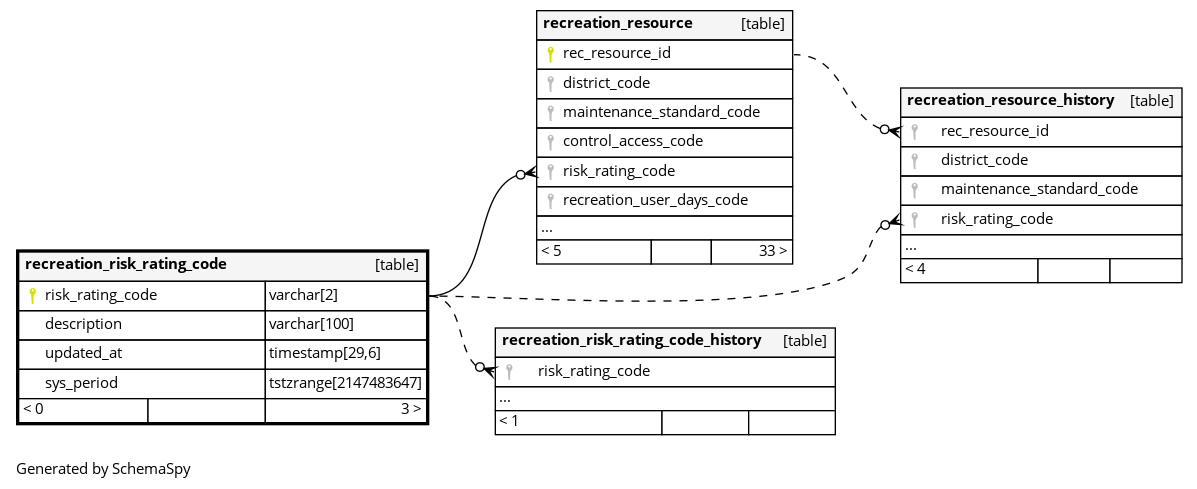 recreation_resource [table]
rec_resource_id
district_code
maintenance_standard_code
control_access_code
risk_rating_code
recreation_user_days_code
...
< 5 33 >
recreation_resource_history [table]
rec_resource_id
district_code
maintenance_standard_code
risk_rating_code
...
< 4
recreation_risk_rating_code [table]
risk_rating_code varchar[2]
description varchar[100]
updated_at timestamp[29,6]
sys_period tstzrange[2147483647]
< 0 3 >
recreation_risk_rating_code_history [table]
risk_rating_code
...
< 1
Generated by SchemaSpy